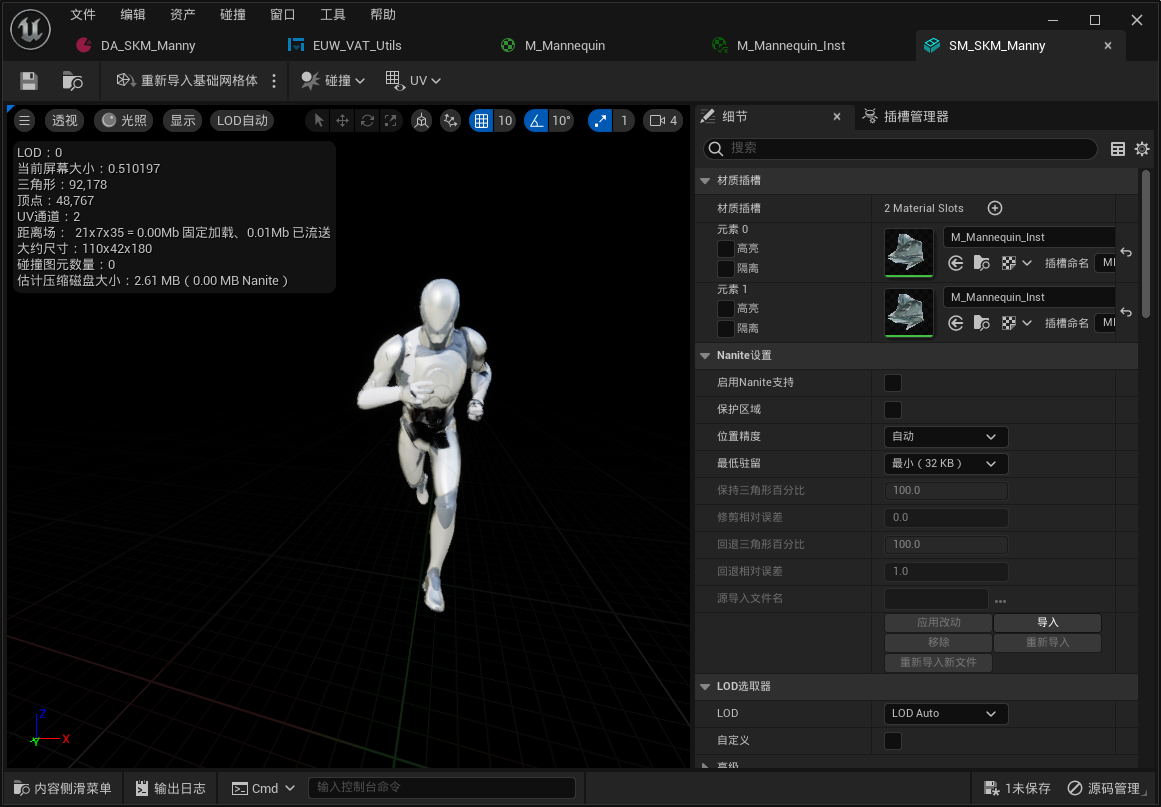 文件 编辑 资产 碰撞 窗口 工具 帮助
DA_SKM_Manny EUW_VAT_Utils M_Mannequin M_Mannequin_Inst SM_SKM_Manny
重新导入基础网格体 碰撞 UV
透视 光照 显示 LOD自动 10 10° 1 4
LOD：0
当前屏幕大小：0.510197
三角形：92,178
顶点：48,767
UV通道：2
距离场： 21x7x35 = 0.00Mb 固定加载、0.01Mb 已流送
大约尺寸：110x42x180
碰撞图元数量：0
估计压缩磁盘大小：2.61 MB（0.00 MB Nanite）
Z
X
Y
细节 插槽管理器
搜索
材质插槽
材质插槽 2 Material Slots
元素 0 M_Mannequin_Inst
高亮
隔离 插槽命名 MI
元素 1 M_Mannequin_Inst
高亮
隔离 插槽命名 MI
Nanite设置
启用Nanite支持
保护区域
位置精度 自动
最低驻留 最小（32 KB）
保持三角形百分比 100.0
修剪相对误差 0.0
回退三角形百分比 100.0
回退相对误差 1.0
源导入文件名
应用改动 导入
移除 重新导入
重新导入新文件
LOD选取器
LOD LOD Auto
自定义
高级
内容侧滑菜单 输出日志 Cmd 输入控制台命令 1未保存 源码管理